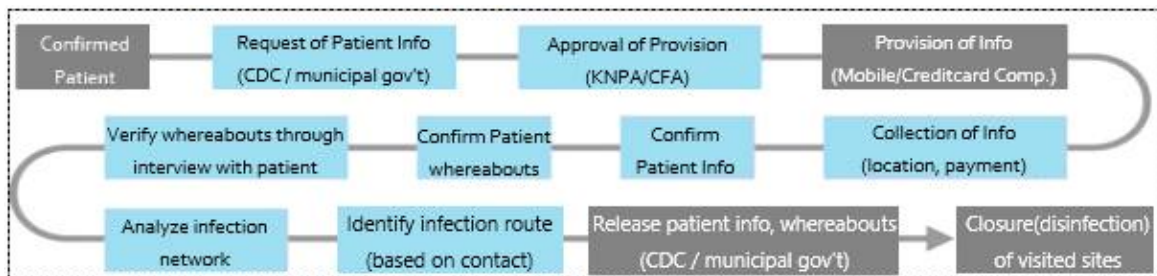 Confirmed
Patient
Request of Patient Info
(CDC / municipal gov't)
Approval of Provision
(KNPA/CFA)
Provision of Info
(Mobile/Creditcard Comp.)
Collection of Info
(location, payment)
Confirm
Patient Info
Confirm Patient
whereabouts
Verify whereabouts through
interview with patient
Analyze infection
network
Identify infection route
(based on contact)
Release patient info, whereabouts
(CDC / municipal gov't)
Closure(disinfection)
of visited sites